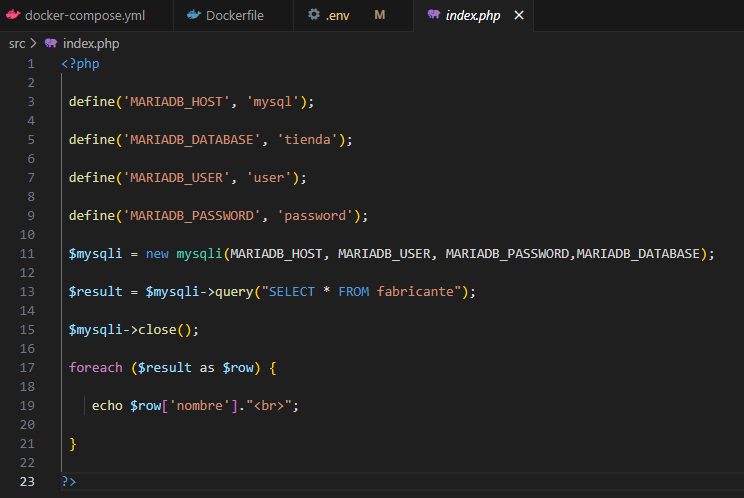 docker-compose.yml Dockerfile .env M index.php ×
src > index.php
1 <?php
2
3 define('MARIADB_HOST', 'mysql');
4
5 define('MARIADB_DATABASE', 'tienda');
6
7 define('MARIADB_USER', 'user');
8
9 define('MARIADB_PASSWORD', 'password');
10
11 $mysqli = new mysqli(MARIADB_HOST, MARIADB_USER, MARIADB_PASSWORD,MARIADB_DATABASE);
12
13 $result = $mysqli->query("SELECT * FROM fabricante");
14
15 $mysqli->close();
16
17 foreach ($result as $row) {
18
19 echo $row['nombre']."<br>";
20
21 }
22
23 ?>